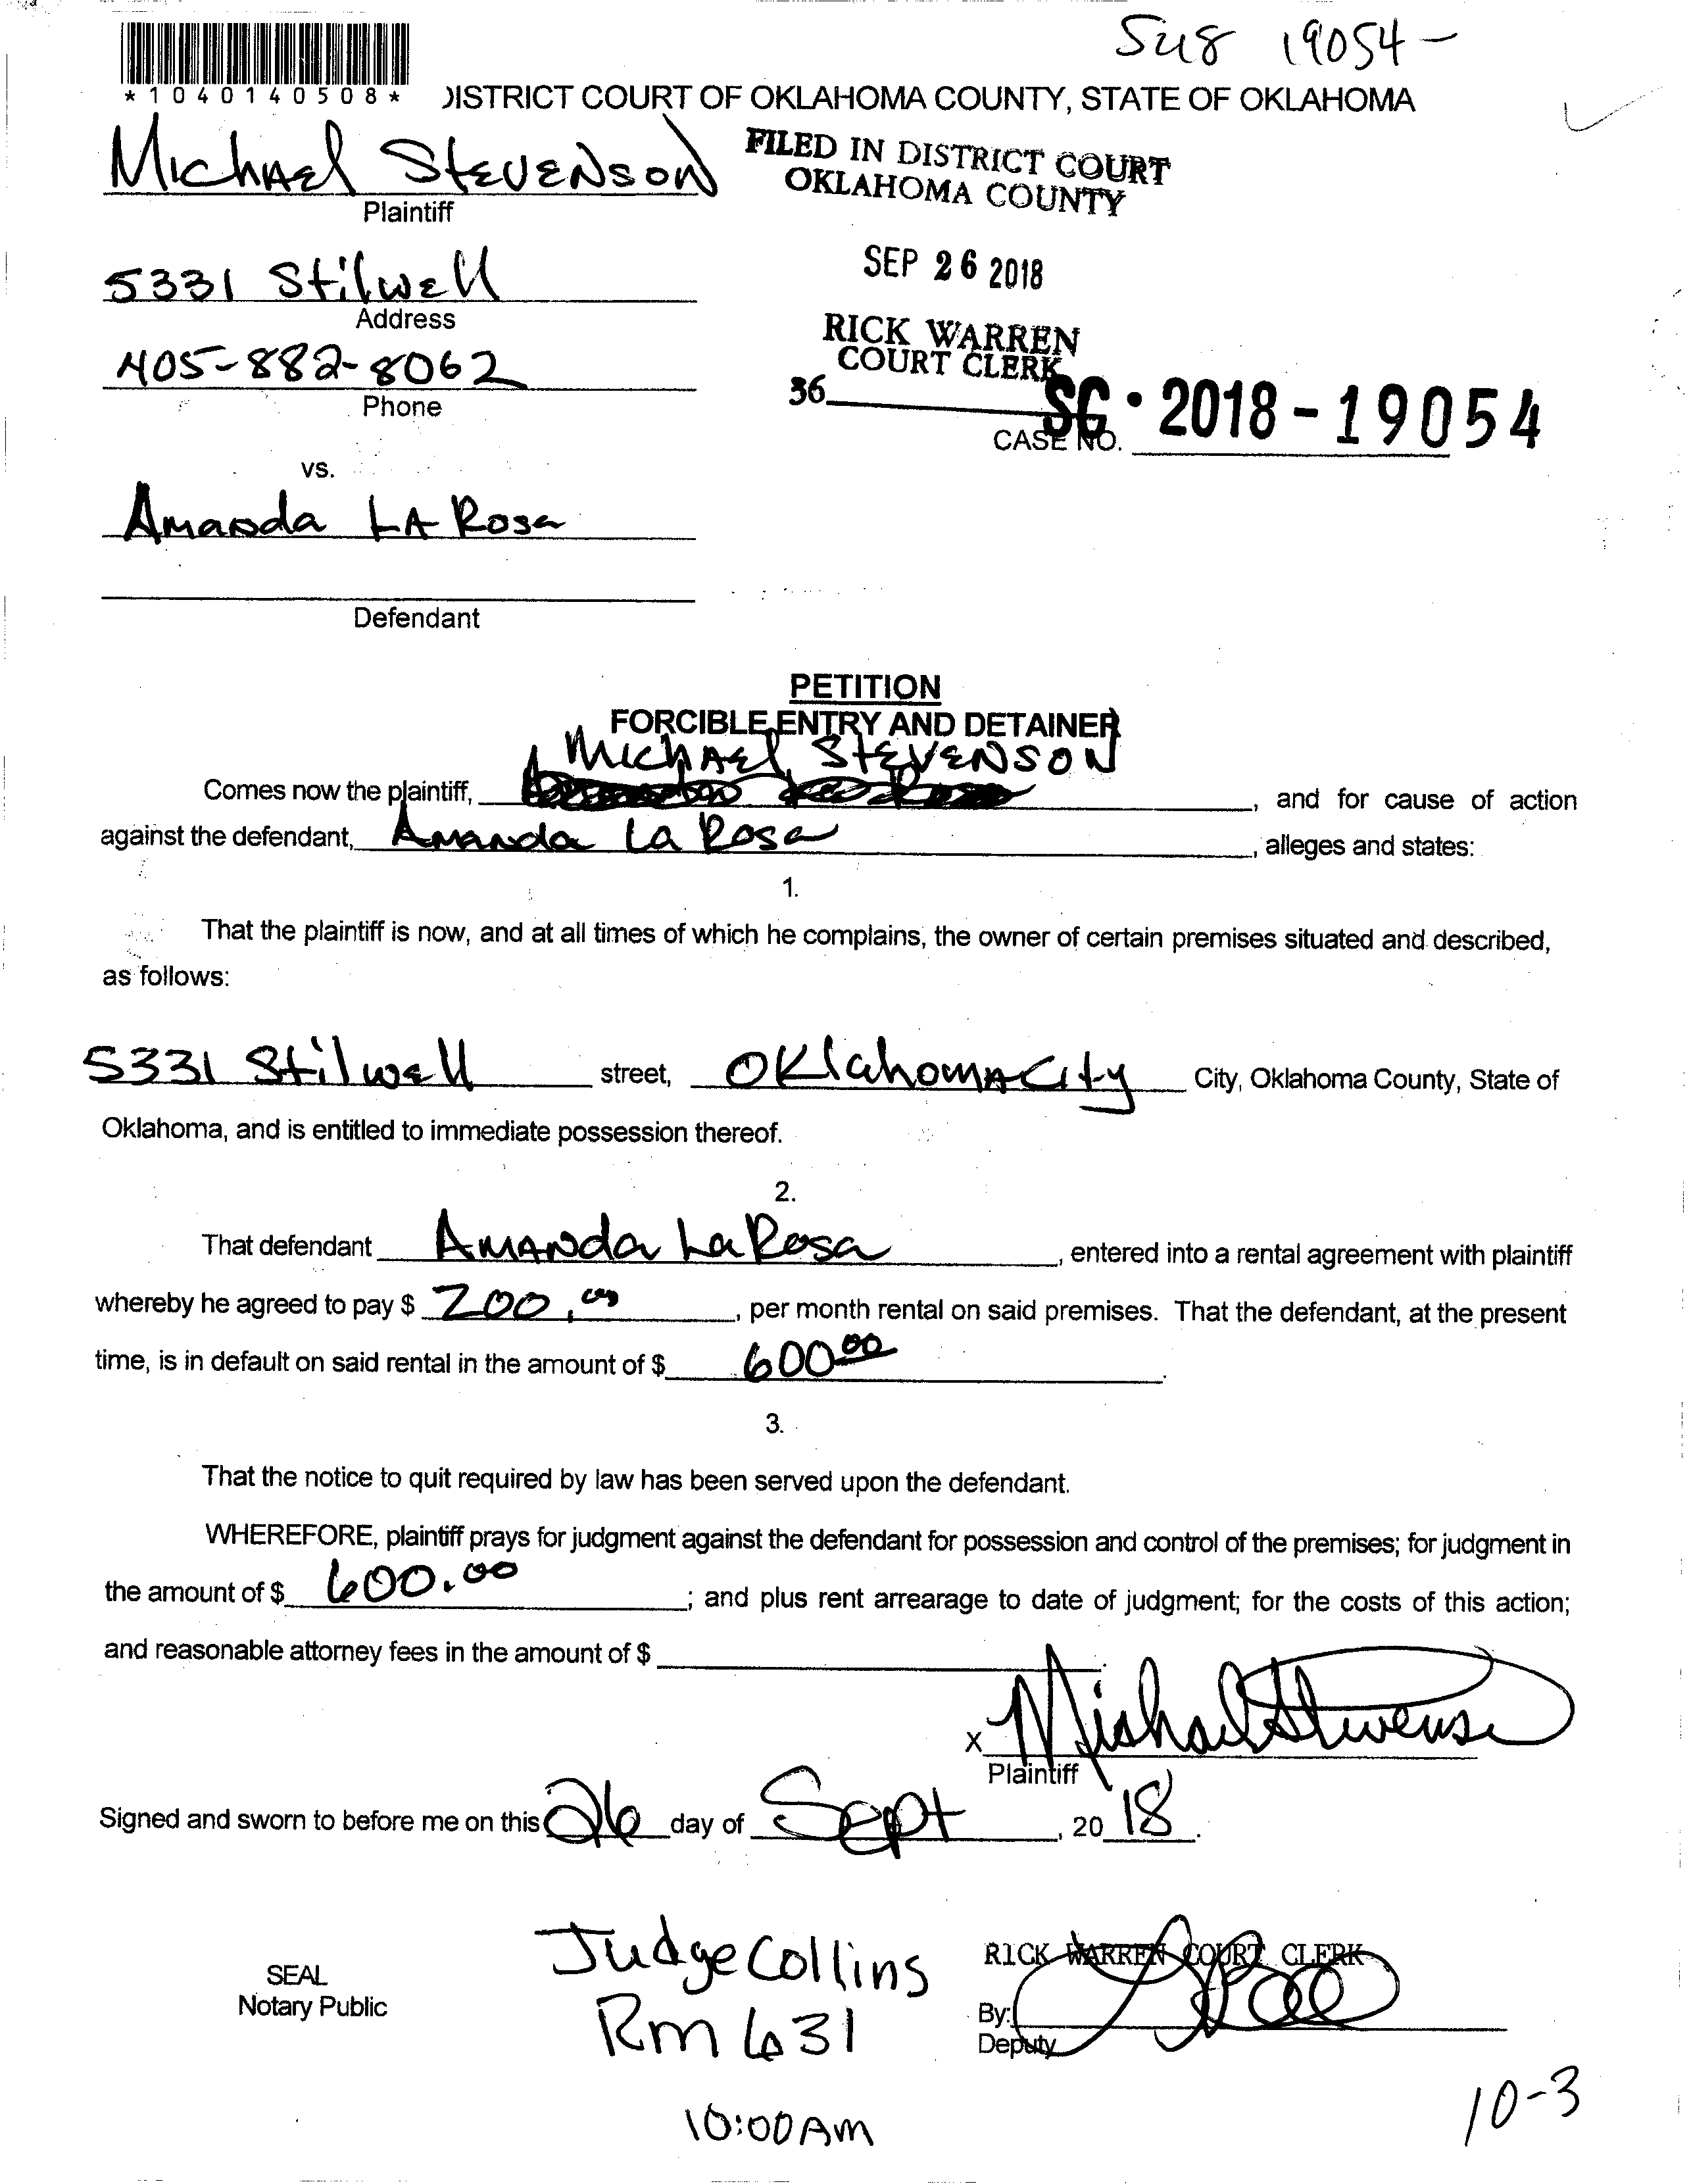 Su8 19054-
*1040140508*
DISTRICT COURT OF OKLAHOMA COUNTY, STATE OF OKLAHOMA
Michael Stevenson
Plaintiff
FILED IN DISTRICT COURT
OKLAHOMA COUNTY
5331 Stilwell
Address
SEP 26 2018
405-882-8062
Phone
RICK WARREN
COURT CLERK
36
CASE NO. SC-2018-19054
vs.
Amanda LA Rosa
Defendant
PETITION
FORCIBLE ENTRY AND DETAINER
Michael Stevenson
Comes now the plaintiff, , and for cause of action
against the defendant, Amanda La Rosa, alleges and states:
1.
That the plaintiff is now, and at all times of which he complains, the owner of certain premises situated and described,
as follows:
5331 Stilwell street, Oklahoma City City, Oklahoma County, State of
Oklahoma, and is entitled to immediate possession thereof.
2.
That defendant Amanda La Rosa, entered into a rental agreement with plaintiff
whereby he agreed to pay $ 200.00, per month rental on said premises. That the defendant, at the present
time, is in default on said rental in the amount of $ 600 00.
3.
That the notice to quit required by law has been served upon the defendant.
WHEREFORE, plaintiff prays for judgment against the defendant for possession and control of the premises; for judgment in
the amount of $ 600.00; and plus rent arrearage to date of judgment; for the costs of this action;
and reasonable attorney fees in the amount of $
x Michael Stevenson
Plaintiff
Signed and sworn to before me on this 26 day of Sept, 2018.
SEAL
Notary Public
Judge Collins
Rm 631
10:00 AM
RICK WARREN COURT CLERK
By:
Deputy
10-3